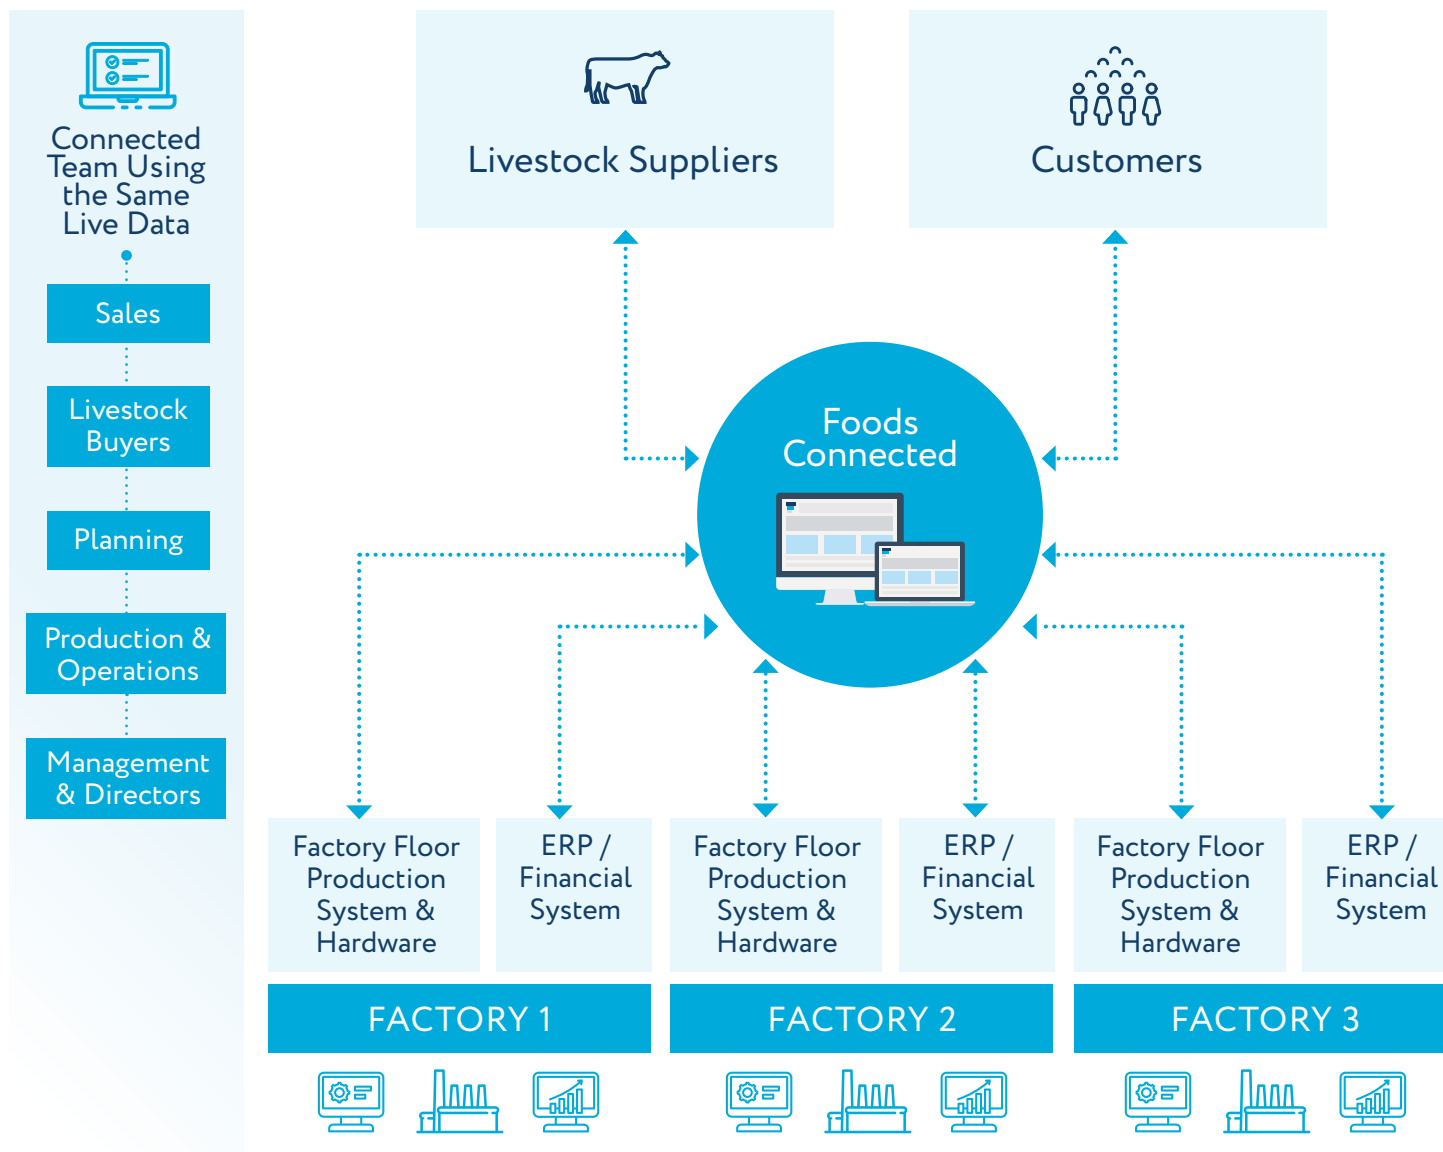 Connected
Team Using
the Same
Live Data
Sales
Livestock
Buyers
Planning
Production &
Operations
Management
& Directors
Livestock Suppliers
Customers
Foods
Connected
Factory Floor
Production
System &
Hardware
ERP /
Financial
System
Factory Floor
Production
System &
Hardware
ERP /
Financial
System
Factory Floor
Production
System &
Hardware
ERP /
Financial
System
FACTORY 1
FACTORY 2
FACTORY 3